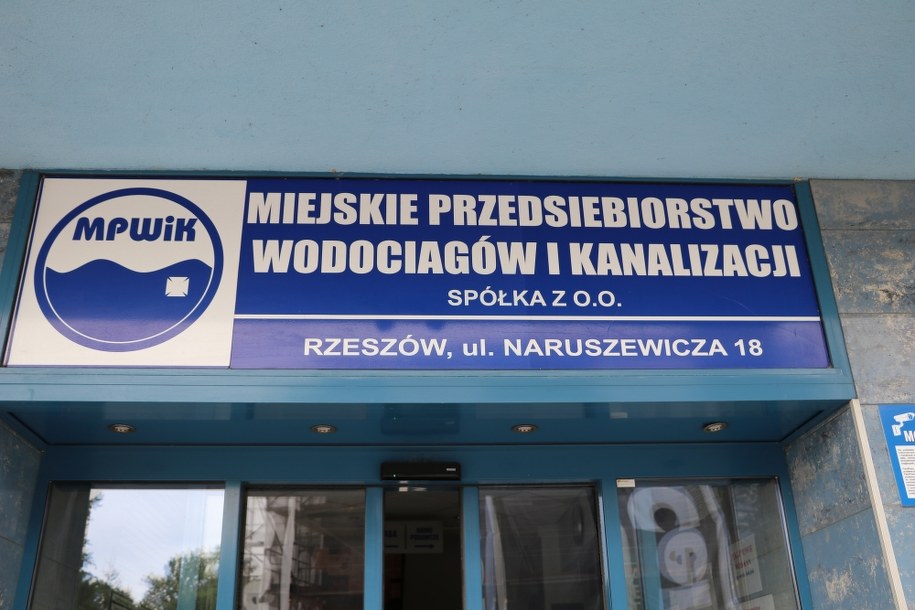 MPWiK
MIEJSKIE PRZEDSIEBIORSTWO
WODOCIAGÓW I KANALIZACJI
SPÓŁKA Z O.O.
RZESZÓW, ul. NARUSZEWICZA 18